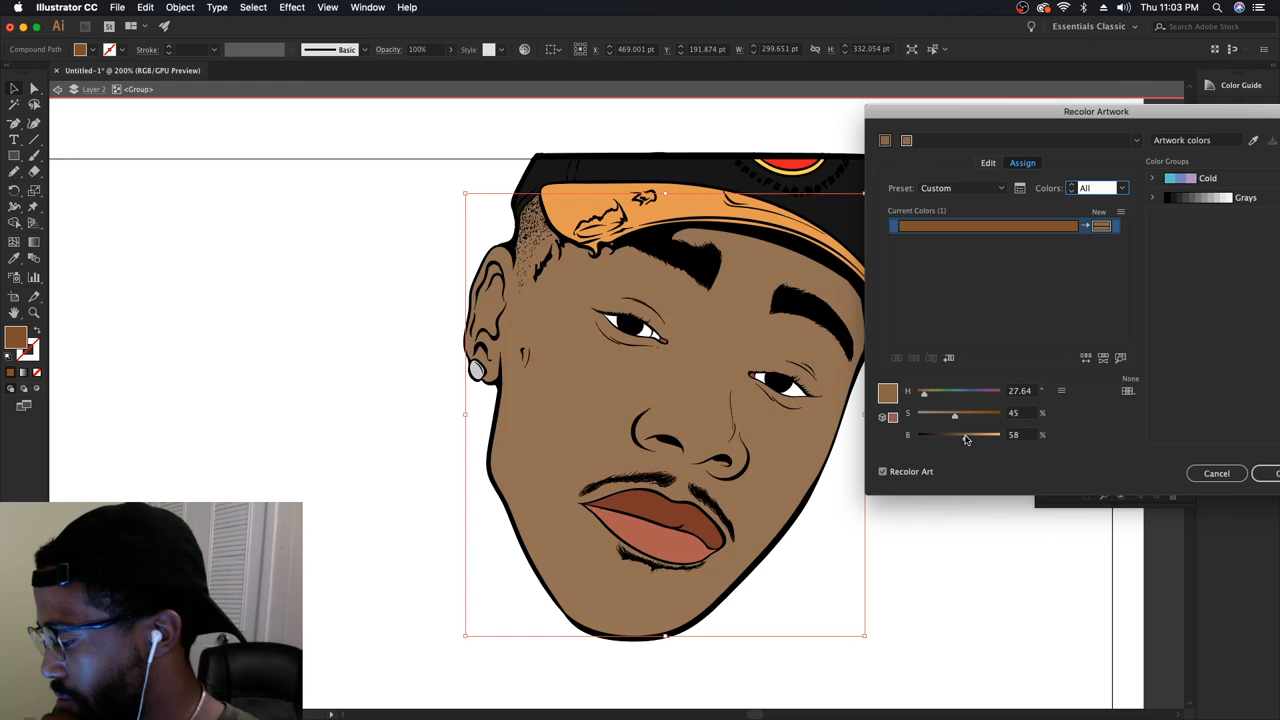 Illustrator CC File Edit Object Type Select Effect View Window Help Thu 11:03 PM
Ai Br St Essentials Classic Search Adobe Stock
Compound Path Stroke: Basic Opacity: 100% Style: X: 469.001 pt Y: 191.874 pt W: 299.651 pt H: 332.054 pt
× Untitled-1* @ 200% (RGB/GPU Preview)
Layer 2 <Group> Color Guide
Recolor Artwork
Artwork colors
Edit Assign Color Groups
Cold
Preset: Custom Colors: All
Grays
Current Colors (1) New
None
H 27.64 °
S 45 %
B 58 %
Recolor Art Cancel